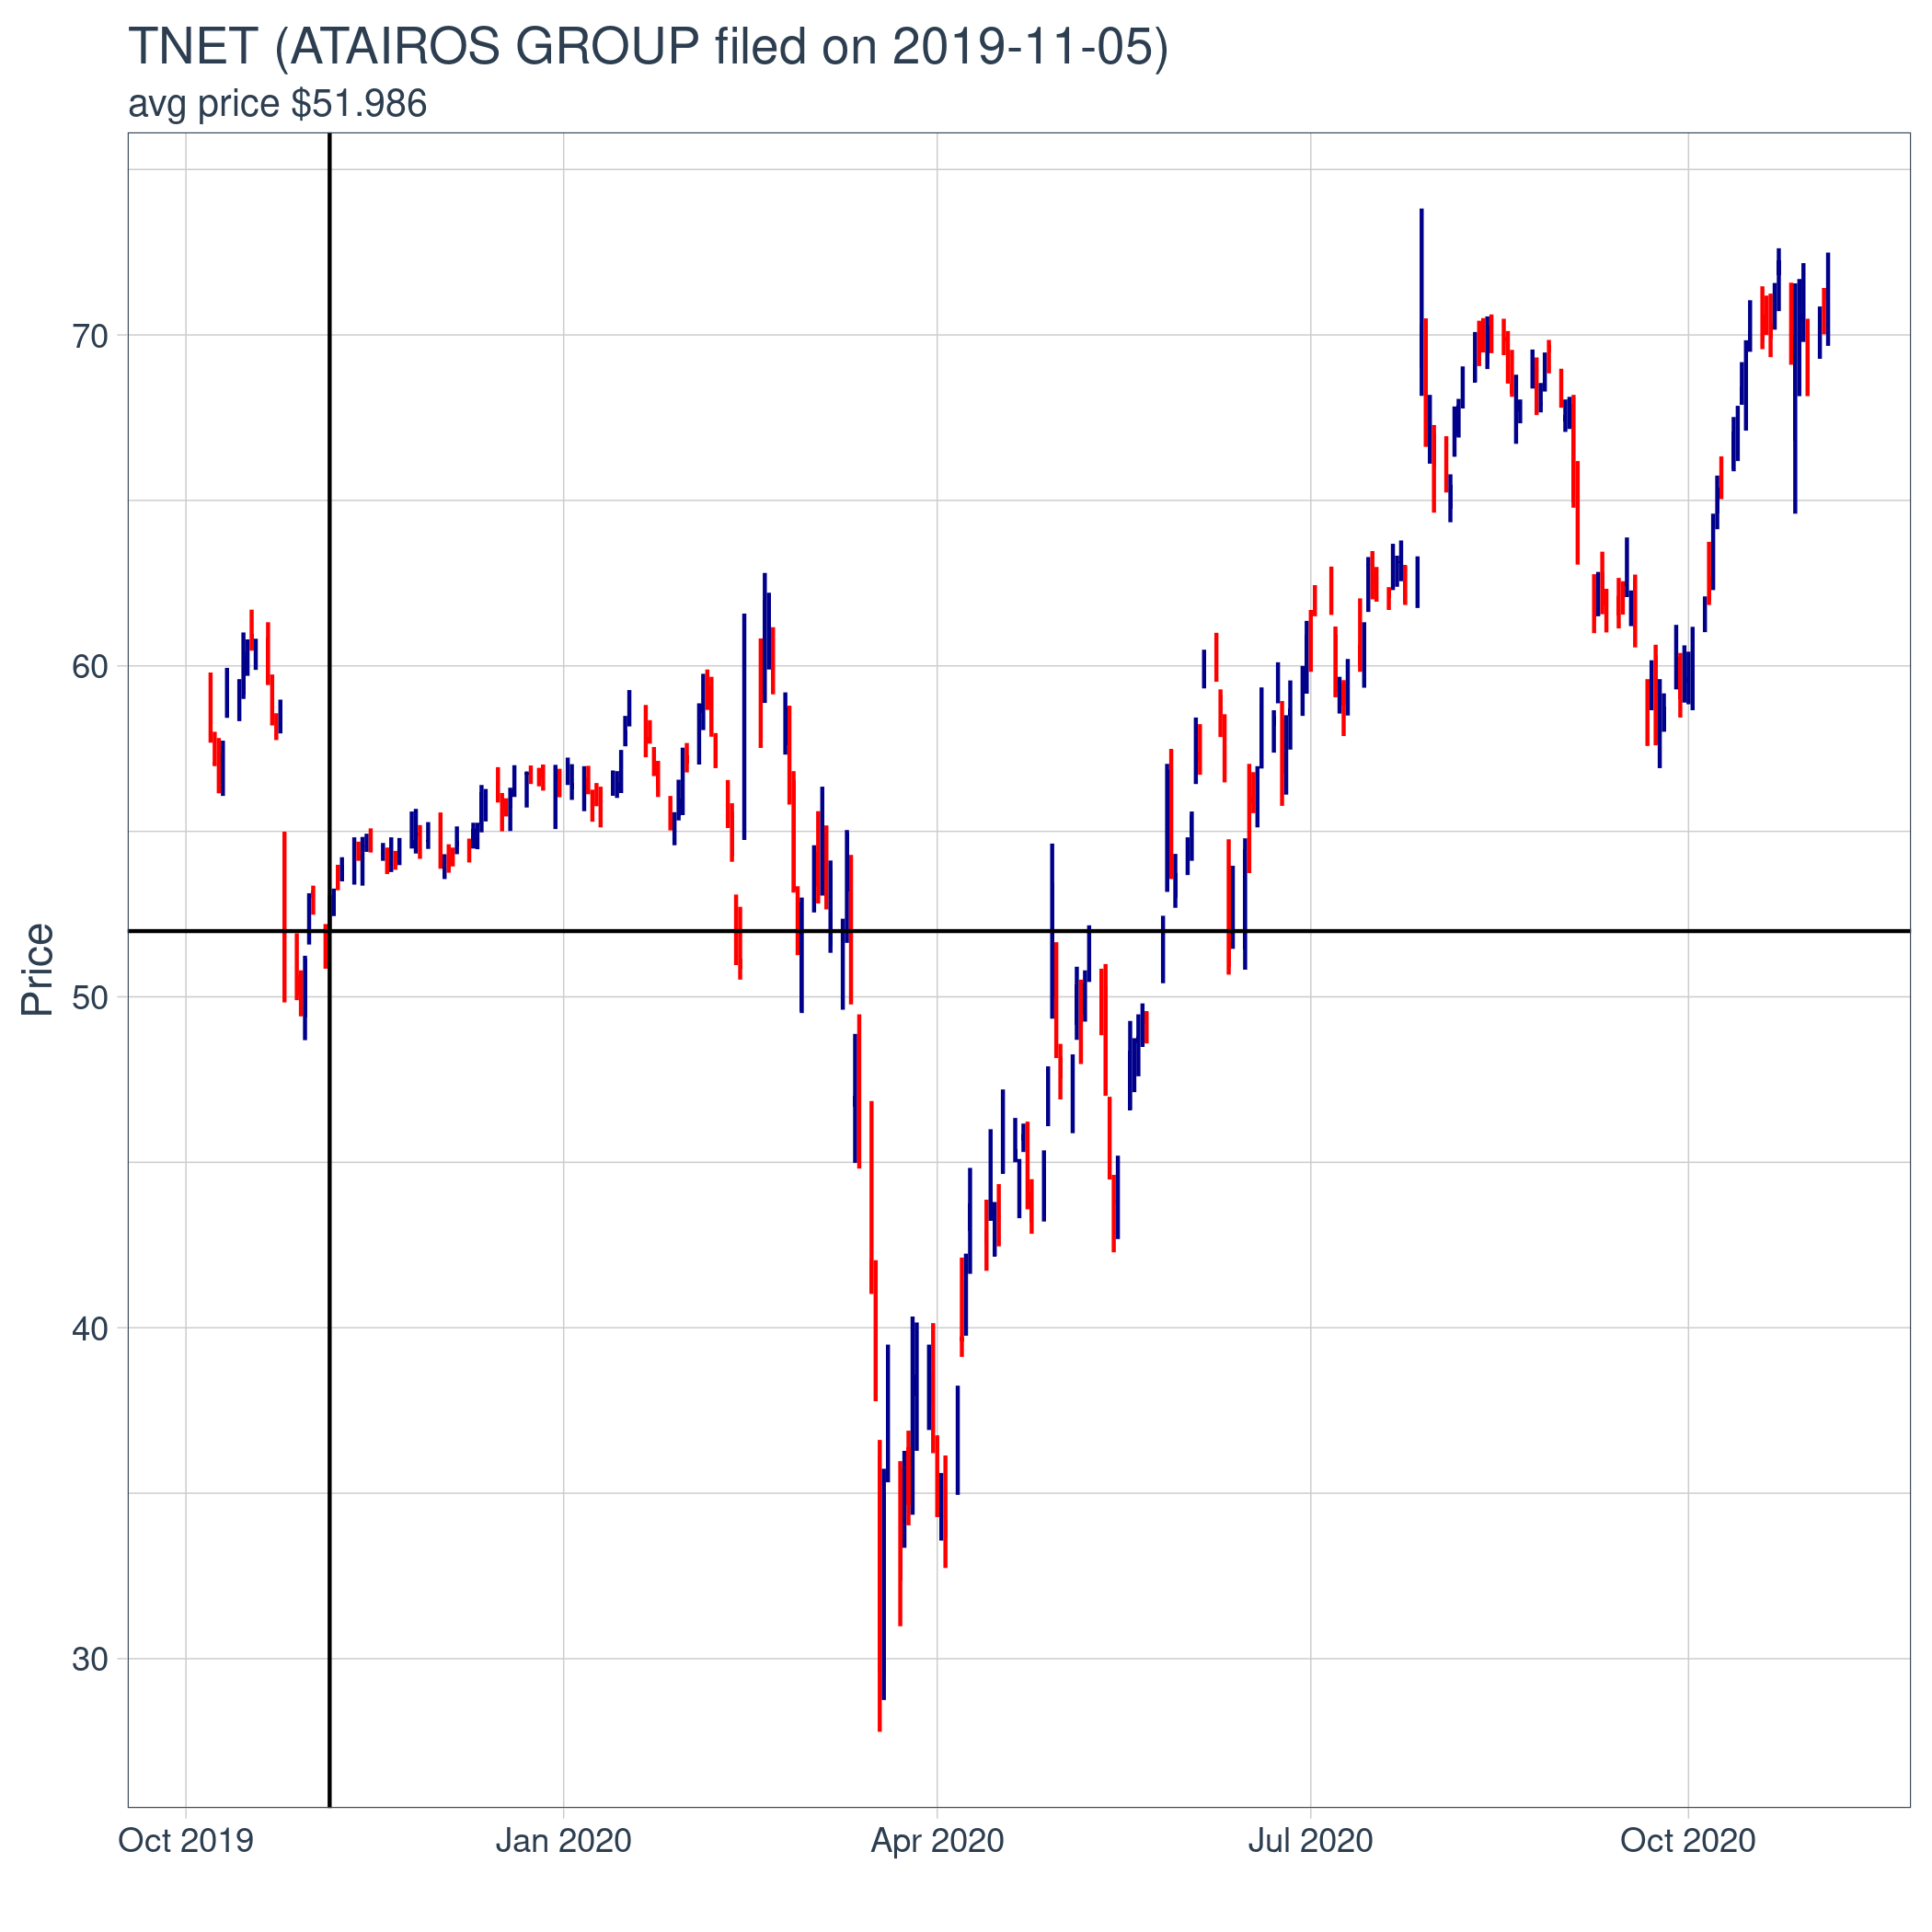 TNET (ATAIROS GROUP filed on 2019-11-05)
avg price $51.986
70
60
50
40
30
Price
Oct 2019
Jan 2020
Apr 2020
Jul 2020
Oct 2020